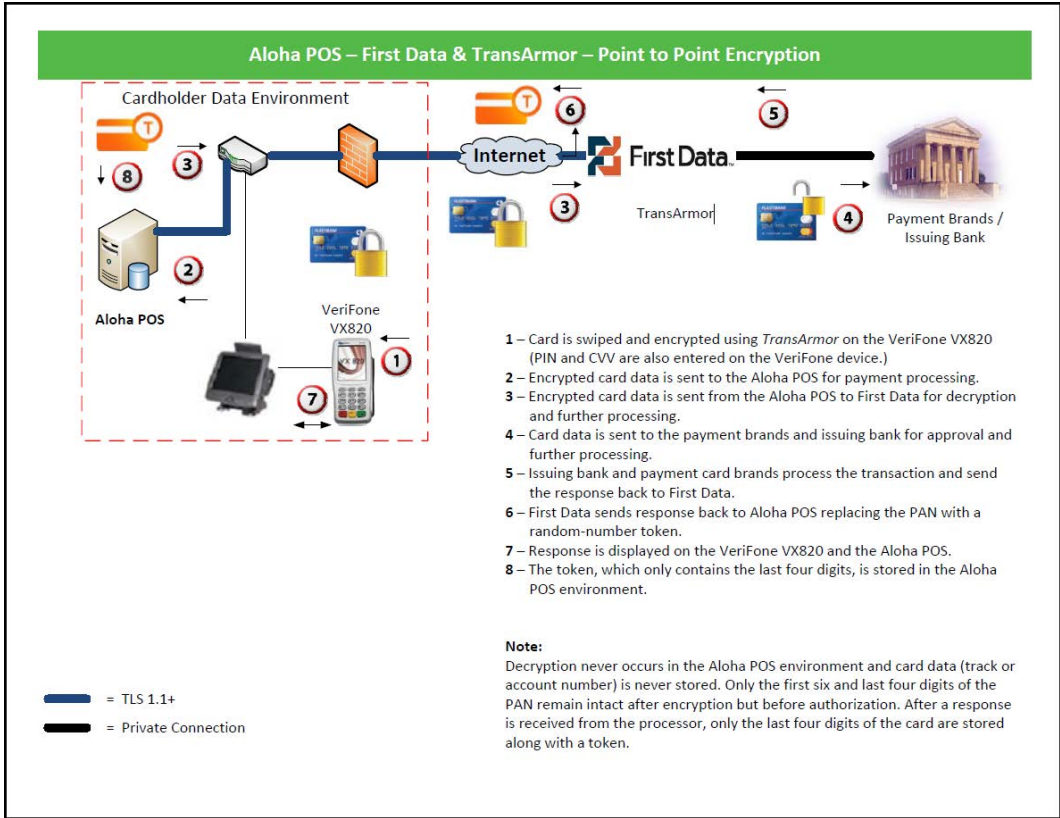 Aloha POS – First Data & TransArmor – Point to Point Encryption
Cardholder Data Environment
T
8
3
2
Aloha POS
VeriFone
VX820
VX 820
1
7
Internet
T
6
5
First Data™
TransArmor
3
4
Payment Brands /
Issuing Bank
1 – Card is swiped and encrypted using TransArmor on the VeriFone VX820
(PIN and CVV are also entered on the VeriFone device.)
2 – Encrypted card data is sent to the Aloha POS for payment processing.
3 – Encrypted card data is sent from the Aloha POS to First Data for decryption
and further processing.
4 – Card data is sent to the payment brands and issuing bank for approval and
further processing.
5 – Issuing bank and payment card brands process the transaction and send
the response back to First Data.
6 – First Data sends response back to Aloha POS replacing the PAN with a
random-number token.
7 – Response is displayed on the VeriFone VX820 and the Aloha POS.
8 – The token, which only contains the last four digits, is stored in the Aloha
POS environment.
Note:
Decryption never occurs in the Aloha POS environment and card data (track or
account number) is never stored. Only the first six and last four digits of the
PAN remain intact after encryption but before authorization. After a response
is received from the processor, only the last four digits of the card are stored
along with a token.
= TLS 1.1+
= Private Connection